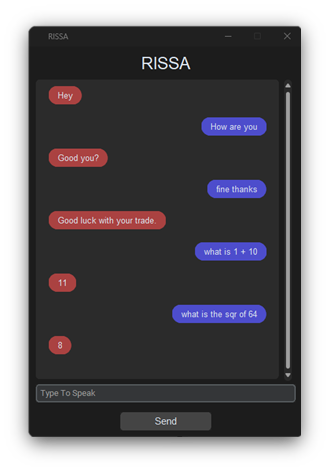 RISSA
RISSA
Hey
How are you
Good you?
fine thanks
Good luck with your trade.
what is 1 + 10
11
what is the sqr of 64
8
Type To Speak
Send